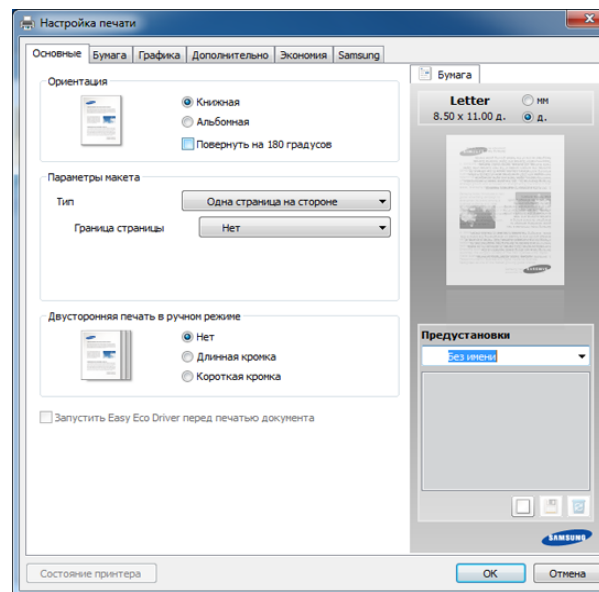 Настройка печати
Основные Бумага Графика Дополнительно Экономия Samsung
Ориентация
Книжная
Альбомная
Повернуть на 180 градусов
Параметры макета
Тип Одна страница на стороне
Граница страницы Нет
Двусторонняя печать в ручном режиме
Нет
Длинная кромка
Короткая кромка
Запустить Easy Eco Driver перед печатью документа
Бумага
Letter мм
8.50 x 11.00 д. д.
SAMSUNG
Предустановки
Без имени
SAMSUNG
Состояние принтера OK Отмена